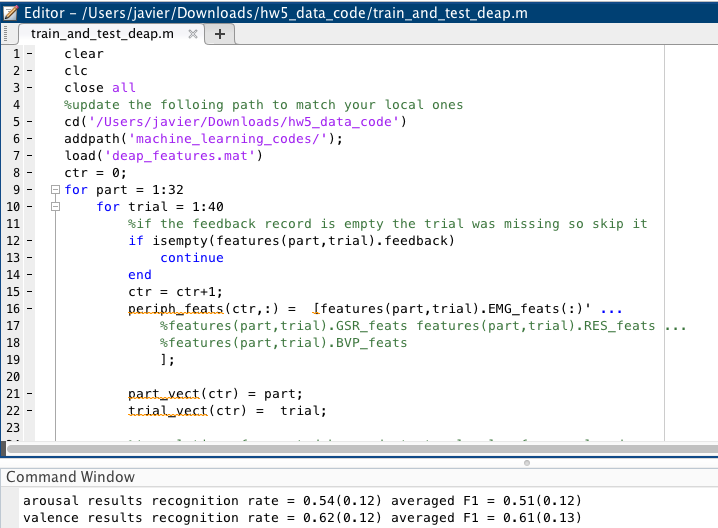 Editor – /Users/javier/Downloads/hw5_data_code/train_and_test_deap.m
train_and_test_deap.m × +
1 – clear
2 – clc
3 – close all
4 %update the folloing path to match your local ones
5 – cd('/Users/javier/Downloads/hw5_data_code')
6 – addpath('machine_learning_codes/');
7 – load('deap_features.mat')
8 – ctr = 0;
9 – for part = 1:32
10 – for trial = 1:40
11 %if the feedback record is empty the trial was missing so skip it
12 – if isempty(features(part,trial).feedback)
13 – continue
14 – end
15 – ctr = ctr+1;
16 – periph_feats(ctr,:) = [features(part,trial).EMG_feats(:)' ...
17 %features(part,trial).GSR_feats features(part,trial).RES_feats ...
18 %features(part,trial).BVP_feats
19 ];
20
21 – part_vect(ctr) = part;
22 – trial_vect(ctr) = trial;
23
Command Window
arousal results recognition rate = 0.54(0.12) averaged F1 = 0.51(0.12)
valence results recognition rate = 0.62(0.12) averaged F1 = 0.61(0.13)